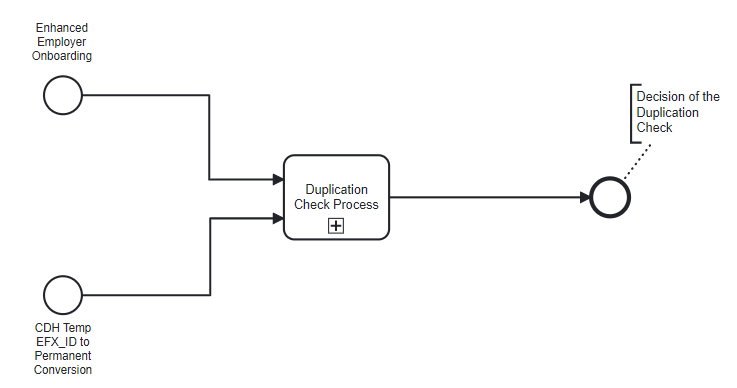 Enhanced
Employer
Onboarding
Decision of the
Duplication
Check
Duplication
Check Process
CDH Temp
EFX_ID to
Permanent
Conversion